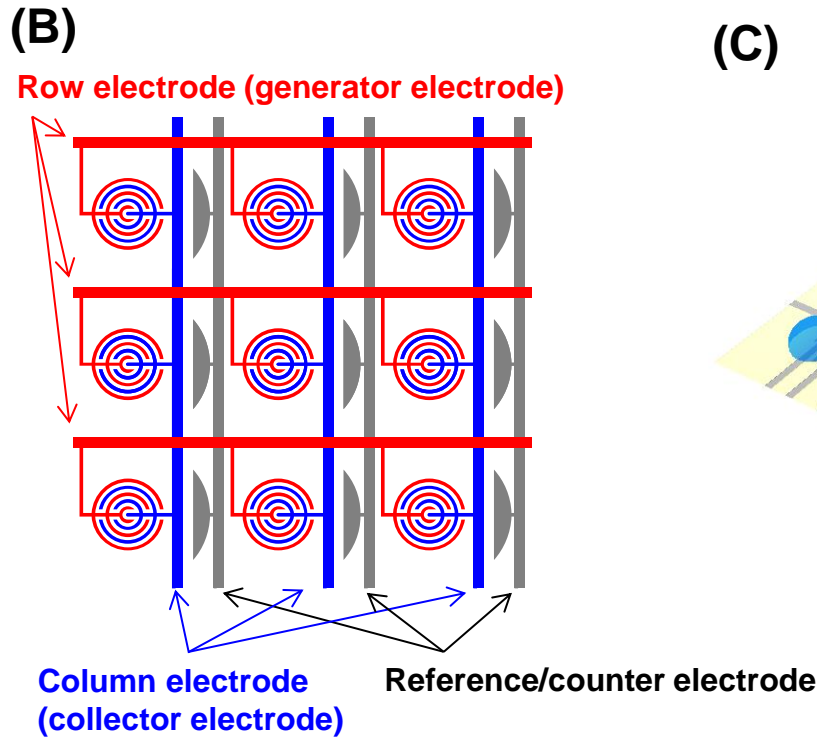 (B)
(C)
Row electrode (generator electrode)
Column electrode
(collector electrode)
Reference/counter electrode